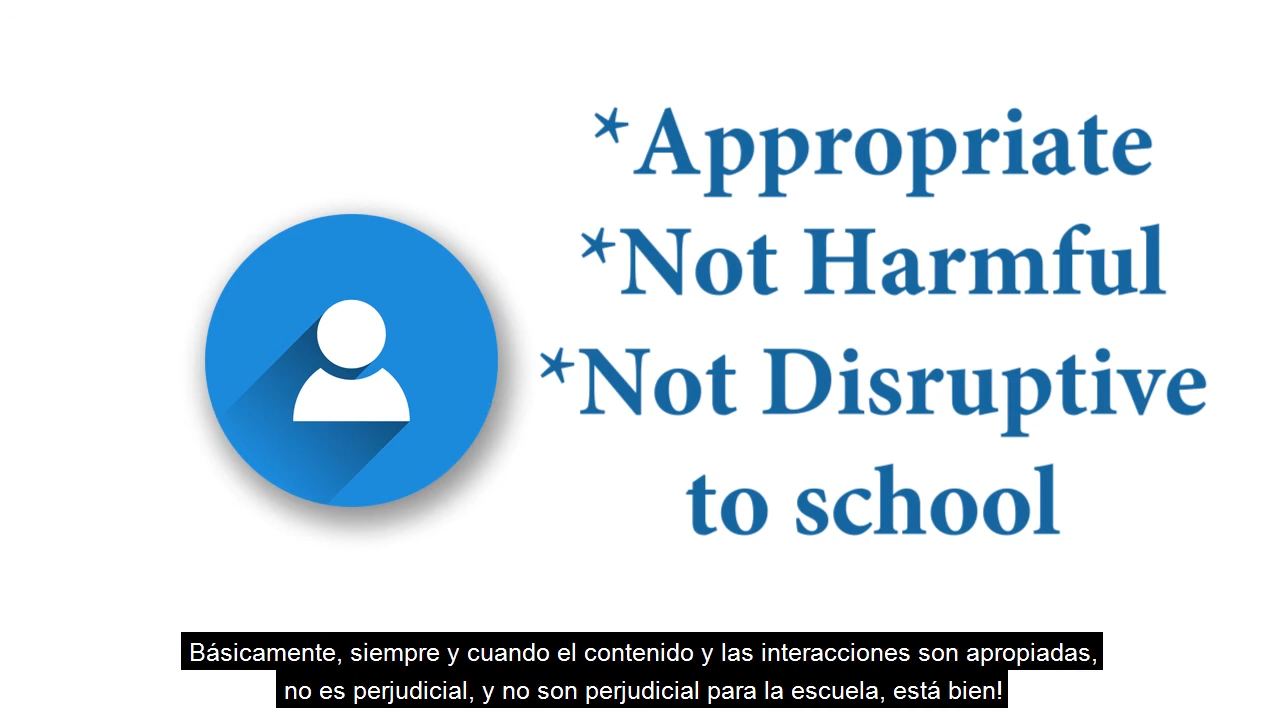 *Appropriate
*Not Harmful
*Not Disruptive
to school
Básicamente, siempre y cuando el contenido y las interacciones son apropiadas,
no es perjudicial, y no son perjudicial para la escuela, está bien!